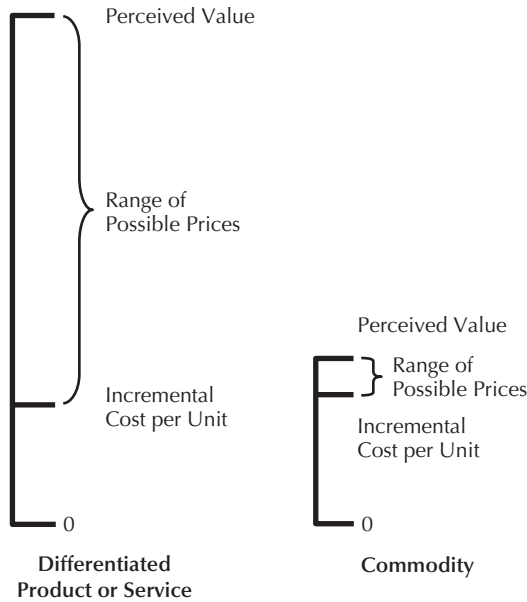 Perceived Value
Range of
Possible Prices
Incremental
Cost per Unit
0
Differentiated
Product or Service
Perceived Value
Range of
Possible Prices
Incremental
Cost per Unit
0
Commodity